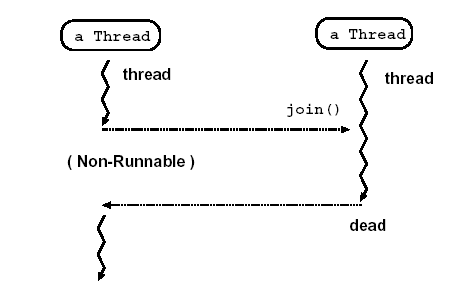 a Thread
a Thread
thread
thread
join()
( Non-Runnable )
dead